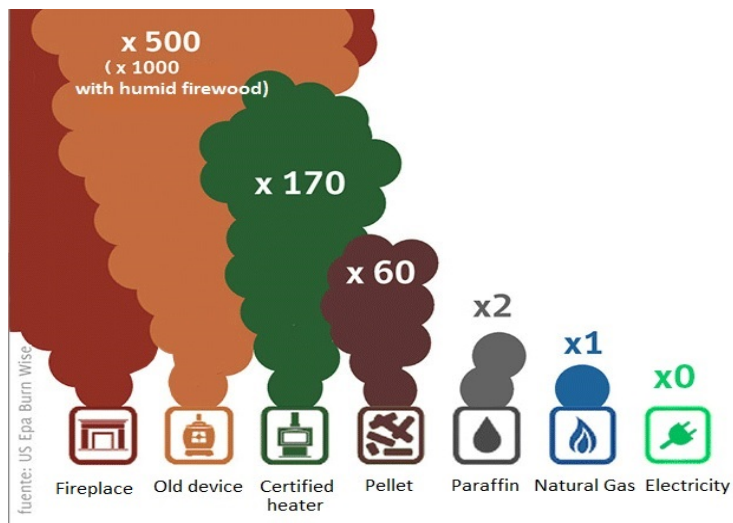 x 500
( x 1000
with humid firewood)
x 170
x 60
x2
x1
x0
fuente: US Epa Burn Wise
Fireplace
Old device
Certified
heater
Pellet
Paraffin
Natural Gas
Electricity